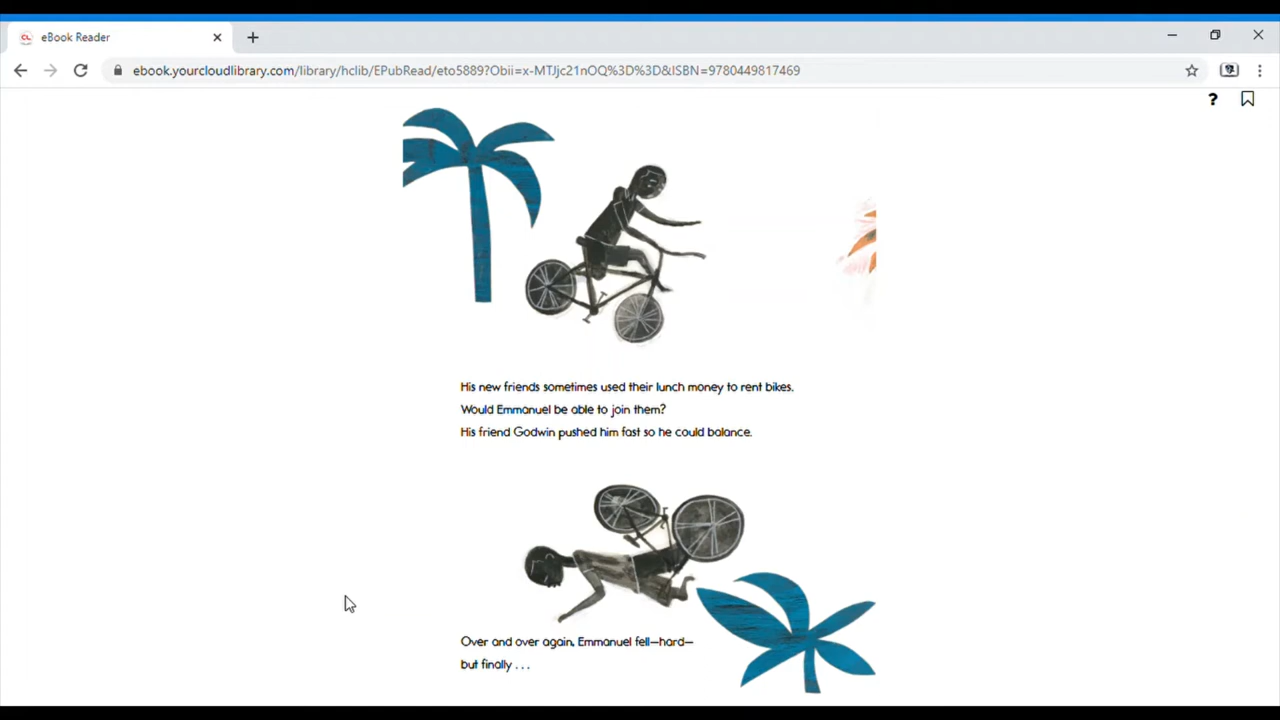 CL eBook Reader
ebook.yourcloudlibrary.com/library/hclib/EPubRead/eto5889?Obii=x-MTJjc21nOQ%3D%3D&ISBN=9780449817469
?
His new friends sometimes used their lunch money to rent bikes.
Would Emmanuel be able to join them?
His friend Godwin pushed him fast so he could balance.
Over and over again, Emmanuel fell—hard—
but finally . . .